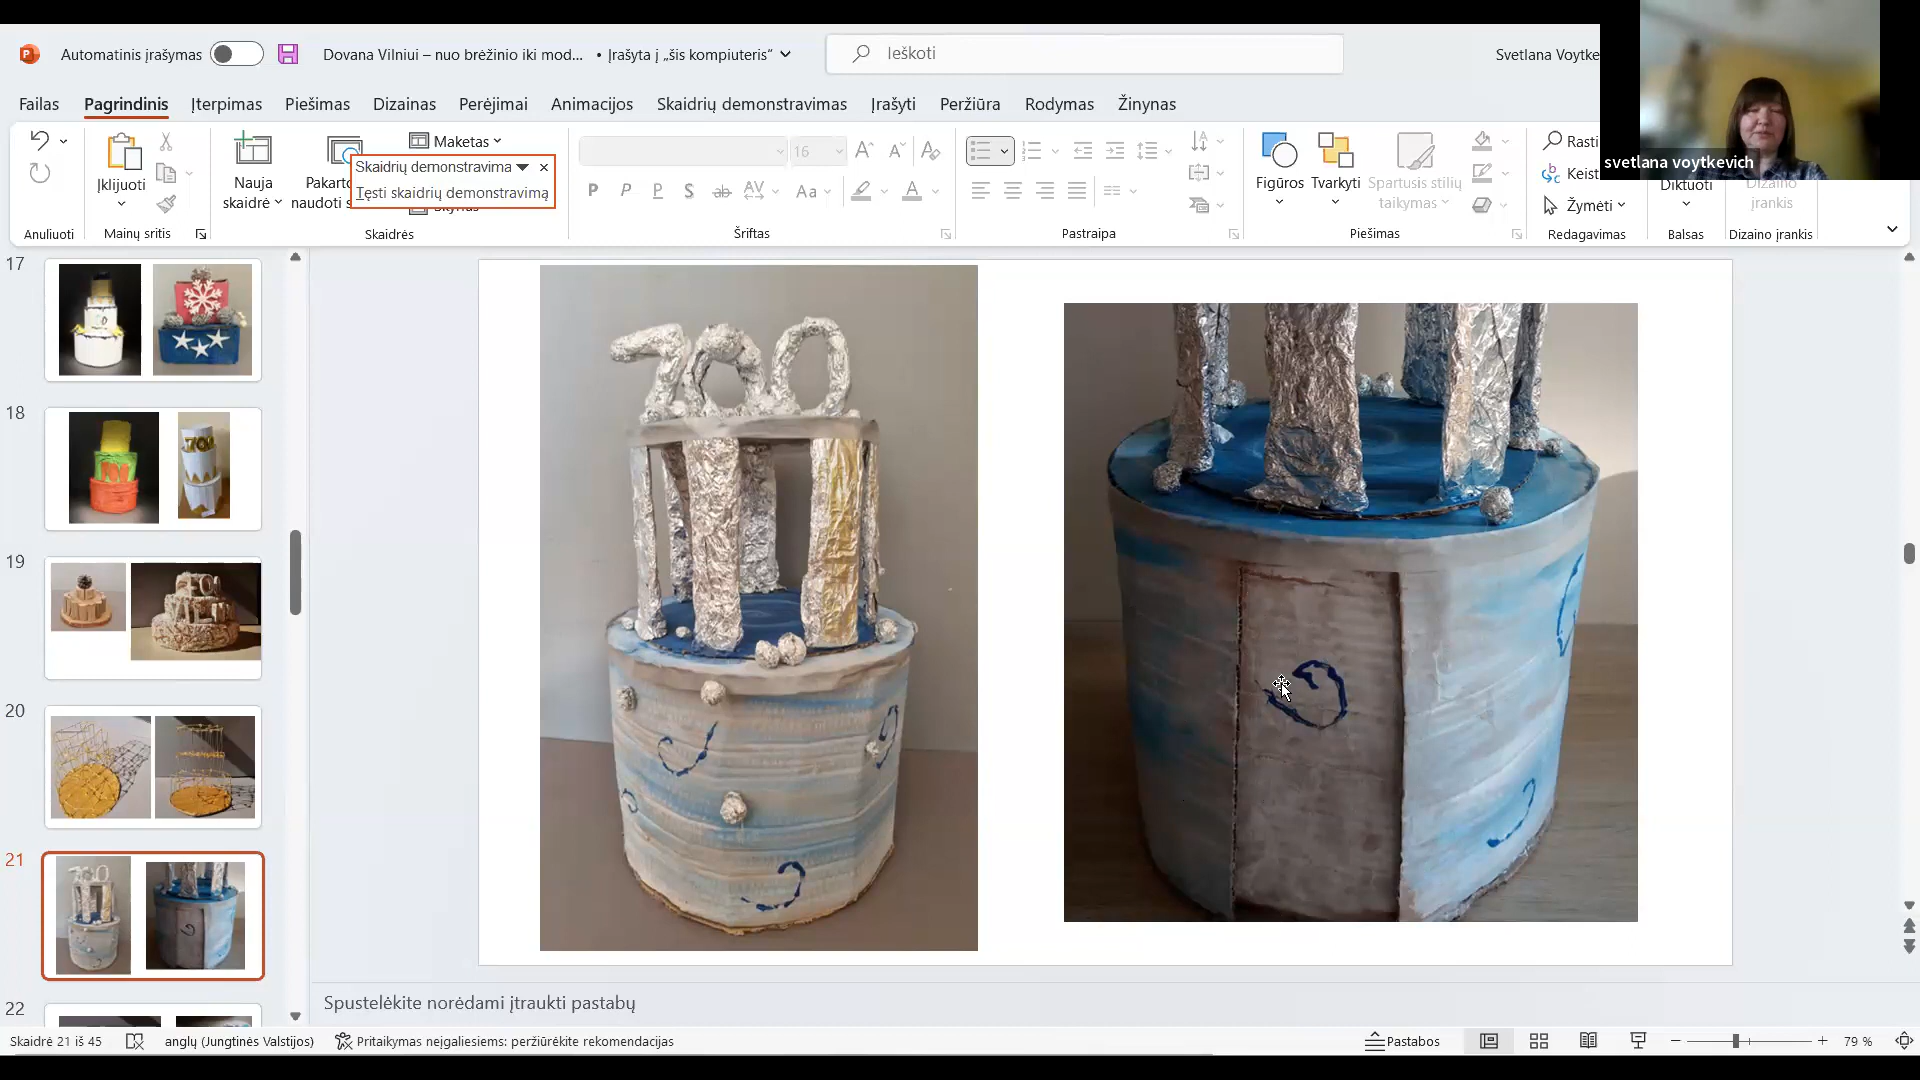 Automatinis įrašymas
Dovana Vilniui – nuo brėžinio iki mod... • Įrašyta į „šis kompiuteris“
Ieškoti
Svetlana Voytke
svetlana voytkevich
Failas Pagrindinis Įterpimas Piešimas Dizainas Perėjimai Animacijos Skaidrių demonstravimas Įrašyti Peržiūra Rodymas Žinynas
Anuliuoti
Įklijuoti
Mainų sritis
Nauja
skaidrė
Pakarto
naudoti s
Maketas
Skyrius
Skaidrės
Skaidrių demonstravima
Tęsti skaidrių demonstravimą
16
Aa
Šriftas
Pastraipa
Figūros
Tvarkyti
Spartusis stilių
taikymas
Piešimas
Rasti
Keist
Žymėti
Redagavimas
Diktuoti
Balsas
Dizaino
įrankis
Dizaino įrankis
17
18
19
20
21
22
700
Spustelėkite norėdami įtraukti pastabų
Skaidrė 21 iš 45
anglų (Jungtinės Valstijos)
Pritaikymas neįgaliesiems: peržiūrėkite rekomendacijas
Pastabos
79 %